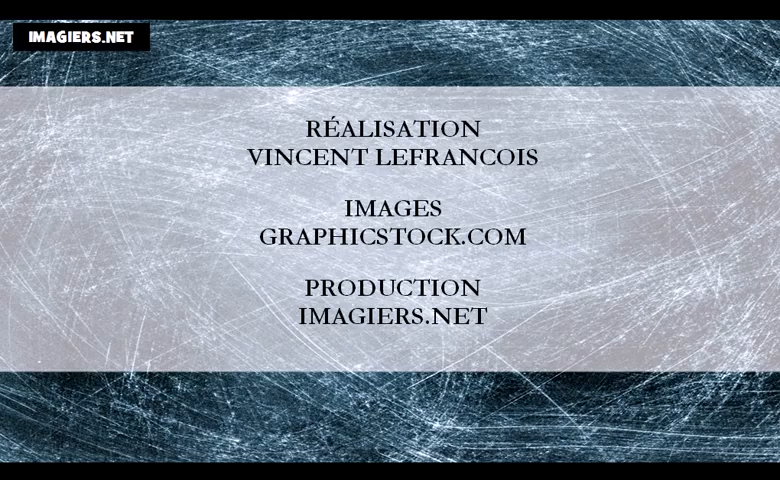 IMAGIERS.NET
RÉALISATION
VINCENT LEFRANCOIS
IMAGES
GRAPHICSTOCK.COM
PRODUCTION
IMAGIERS.NET